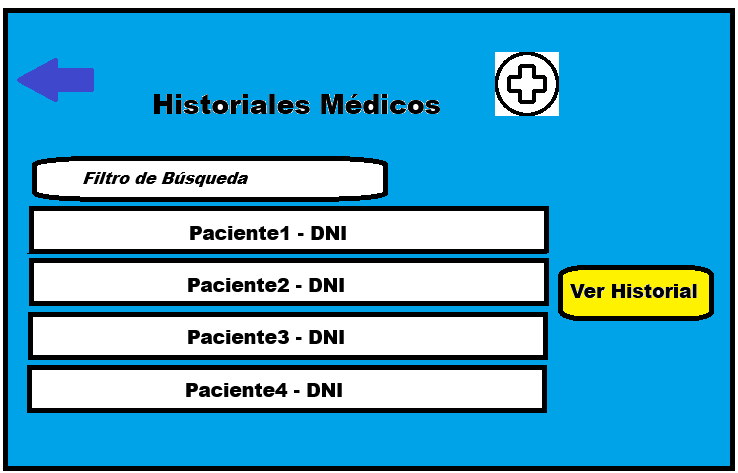 Historiales Médicos
Filtro de Búsqueda
Paciente1 - DNI
Paciente2 - DNI
Ver Historial
Paciente3 - DNI
Paciente4 - DNI